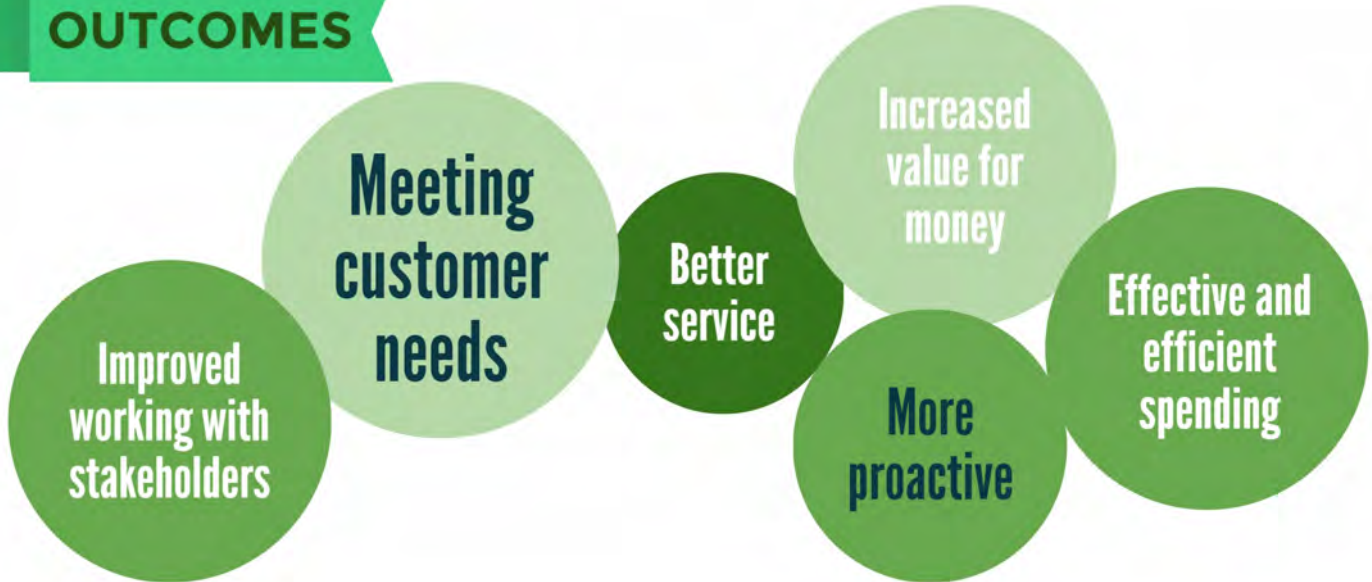 OUTCOMES
Improved
working with
stakeholders
Meeting
customer
needs
Better
service
Increased
value for
money
More
proactive
Effective and
efficient
spending